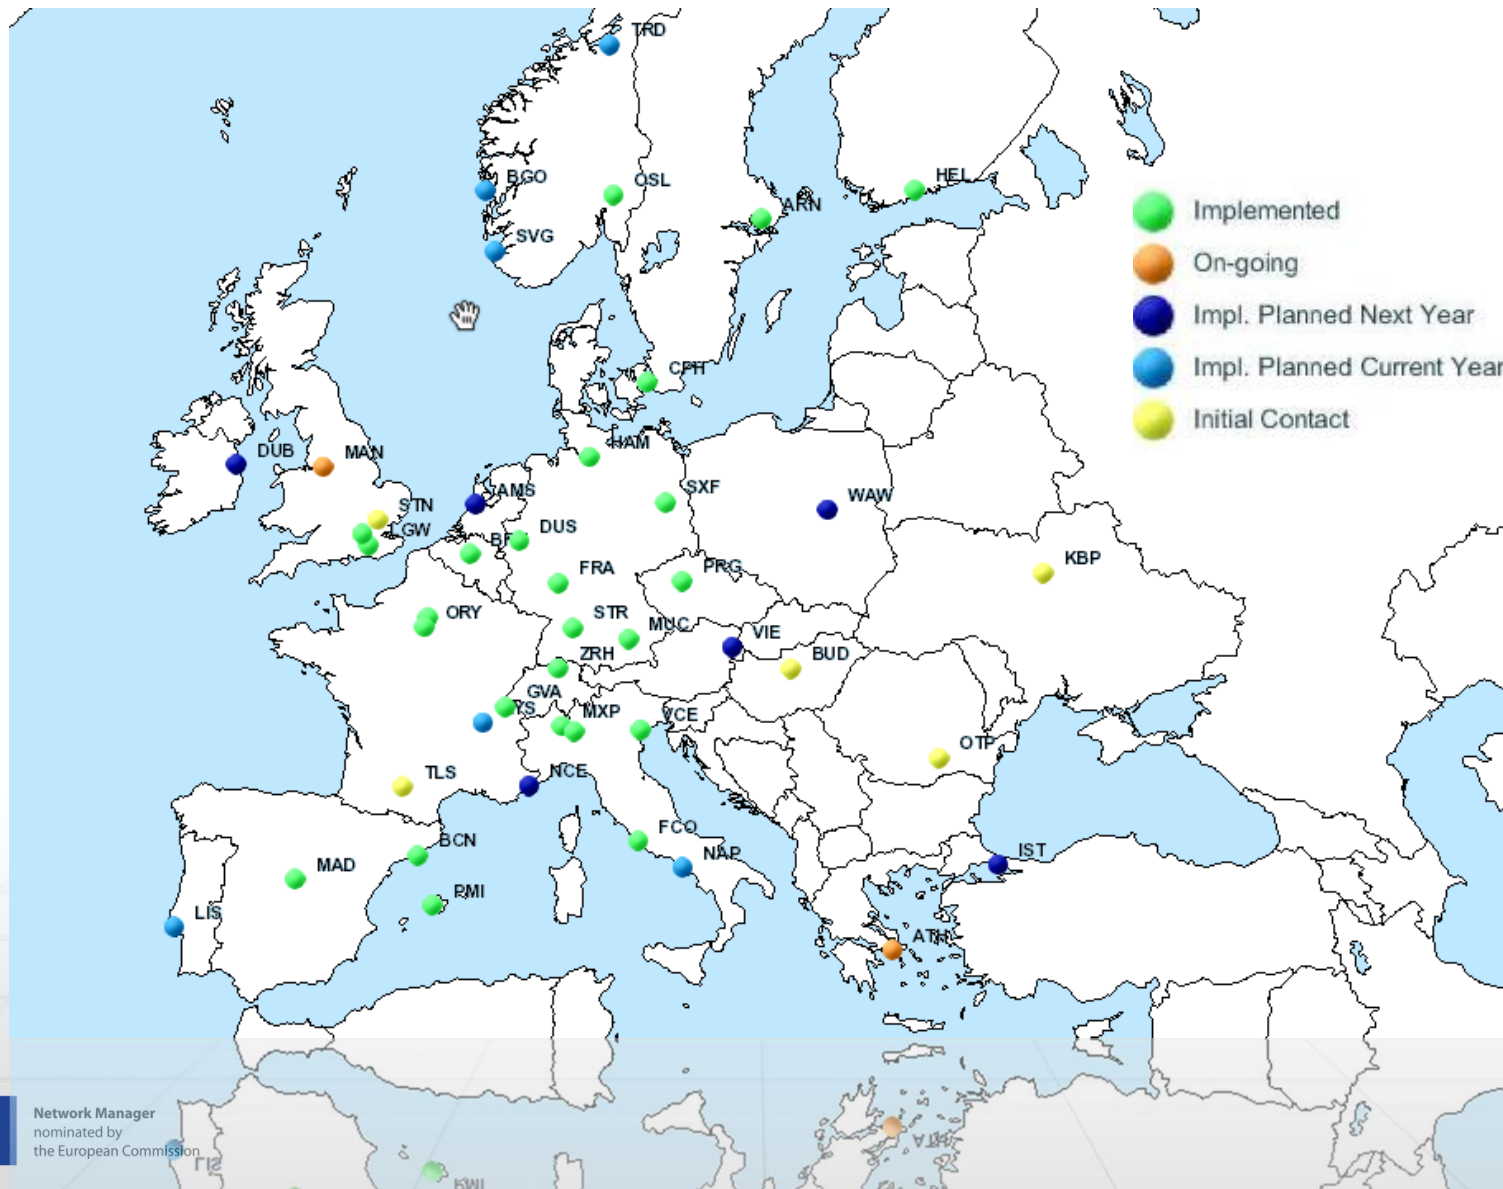 TRD
BGO
OSL
HEL
ARN
SVG
Implemented
On-going
Impl. Planned Next Year
Impl. Planned Current Year
Initial Contact
CPH
HAM
DUB
MAN
AMS
SXF
WAW
STN
LGW
DUS
KBP
FRA
PRG
ORY
STR
MUC
VIE
ZRH
BUD
GVA
MXP
VCE
OTP
TLS
NCE
BCN
FCO
NAP
IST
MAD
PMI
LIS
ATH
Network Manager
nominated by
the European Commission